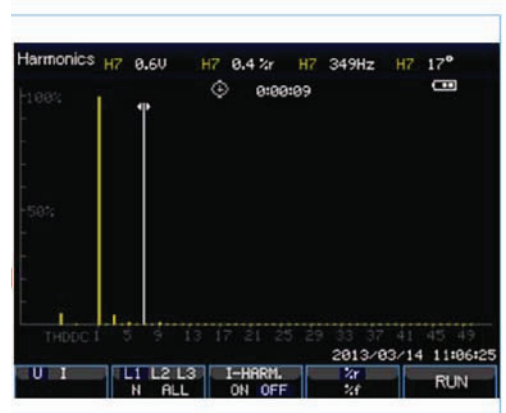 Harmonics H7 0.6V H7 0.4 %r H7 349Hz H7 17°
0:00:09
100%
50%
THDDC 1 5 9 13 17 21 25 29 33 37 41 45 49
2013/03/14 11:06:25
U I L1 L2 L3 I-HARM. %r RUN
N ALL ON OFF %f